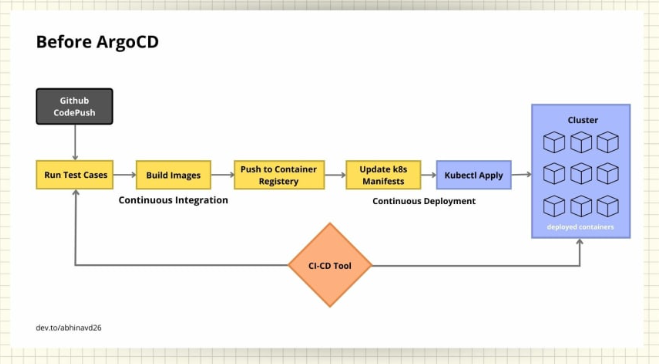 Before ArgoCD
Github
CodePush
Run Test Cases
Build Images
Push to Container
Registery
Update k8s
Manifests
Kubectl Apply
Cluster
deployed containers
Continuous Integration
Continuous Deployment
CI-CD Tool
dev.to/abhinavd26